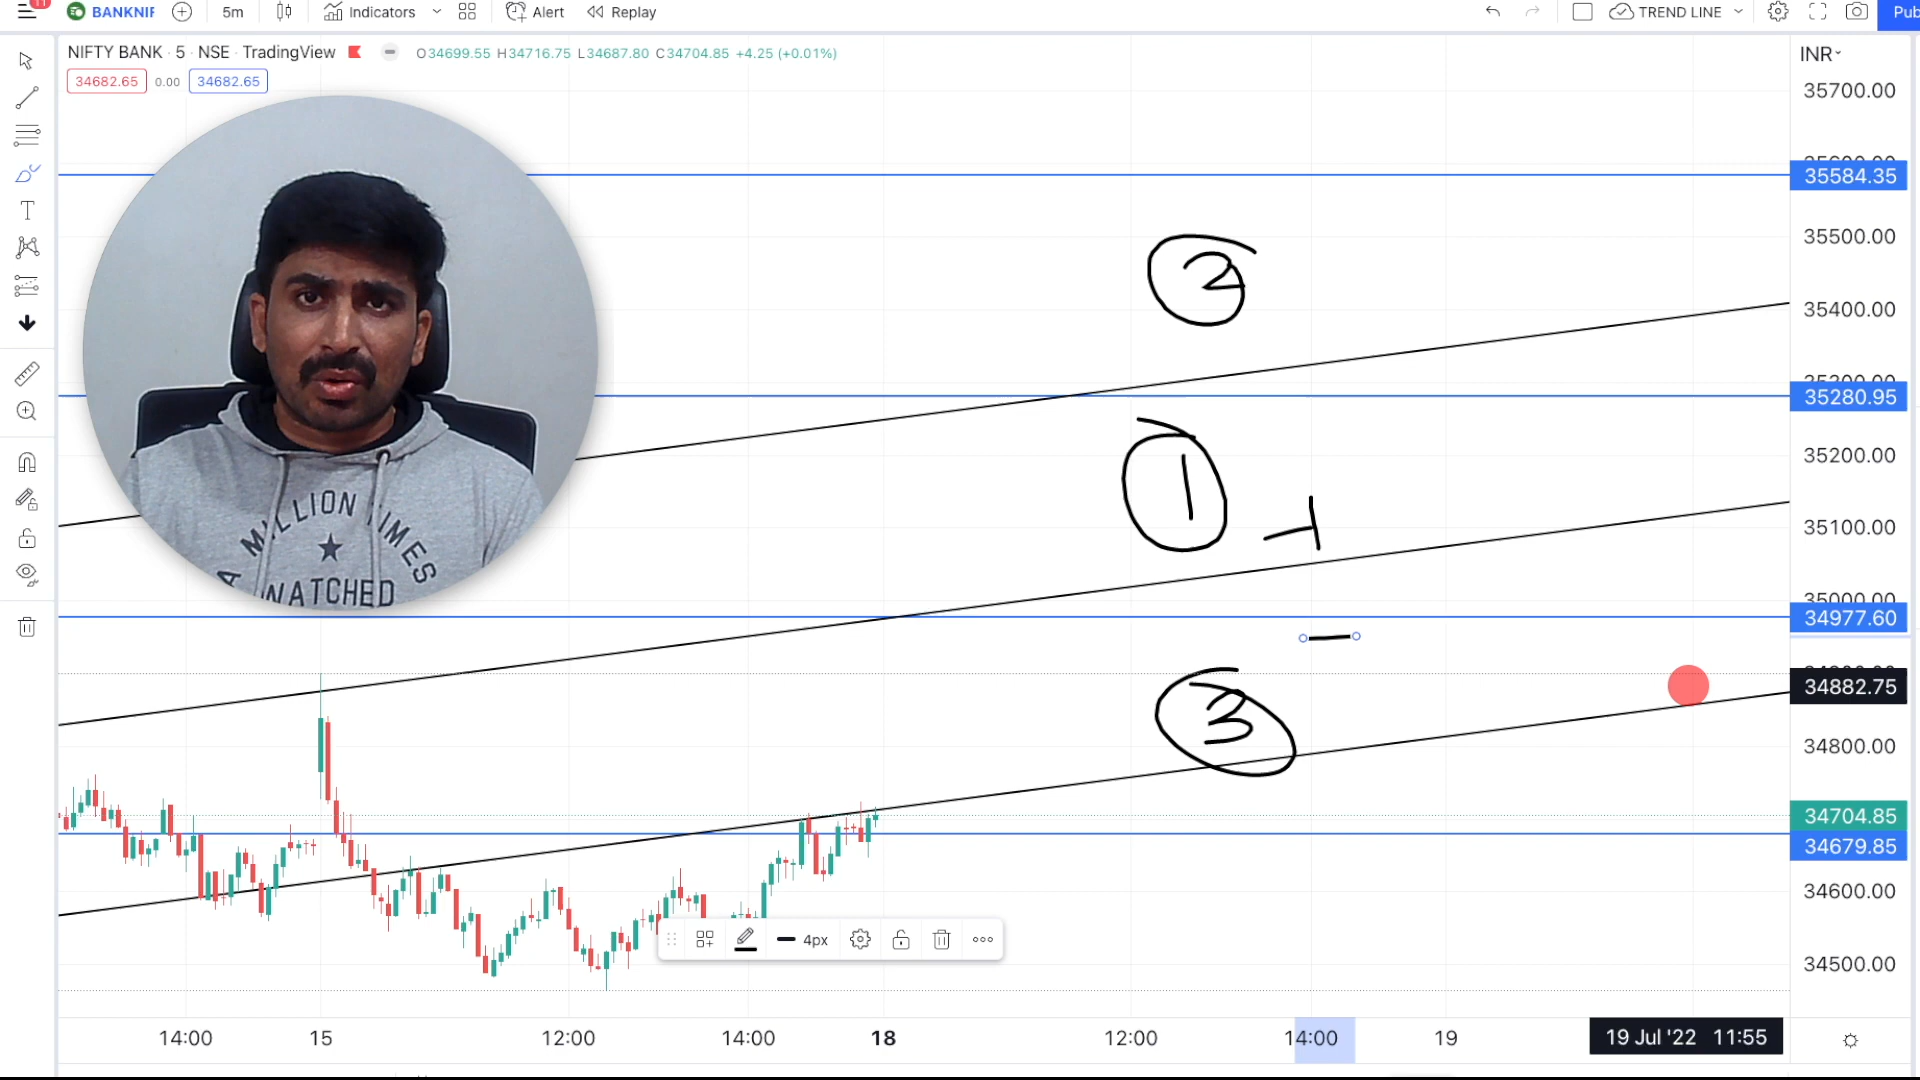 11
BANKNIF
5m
Indicators
Alert
Replay
TREND LINE
Pub
NIFTY BANK · 5 · NSE · TradingView
O34699.55 H34716.75 L34687.80 C34704.85 +4.25 (+0.01%)
34682.65 0.00 34682.65
INR
35700.00
35584.35
35500.00
35400.00
35280.95
35200.00
35100.00
34977.60
34882.75
34800.00
34704.85
34679.85
34600.00
34500.00
2
1
3
A MILLION TIMES
WATCHED
4px
14:00
15
12:00
14:00
18
12:00
14:00
19
19 Jul '22 11:55